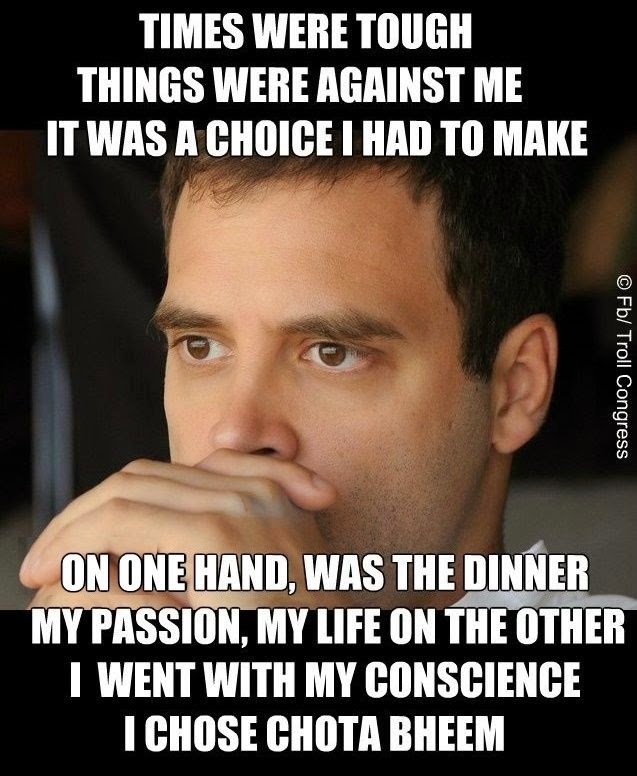 TIMES WERE TOUGH
THINGS WERE AGAINST ME
IT WAS A CHOICE I HAD TO MAKE
© Fb/ Troll Congress
ON ONE HAND, WAS THE DINNER
MY PASSION, MY LIFE ON THE OTHER
I WENT WITH MY CONSCIENCE
I CHOSE CHOTA BHEEM